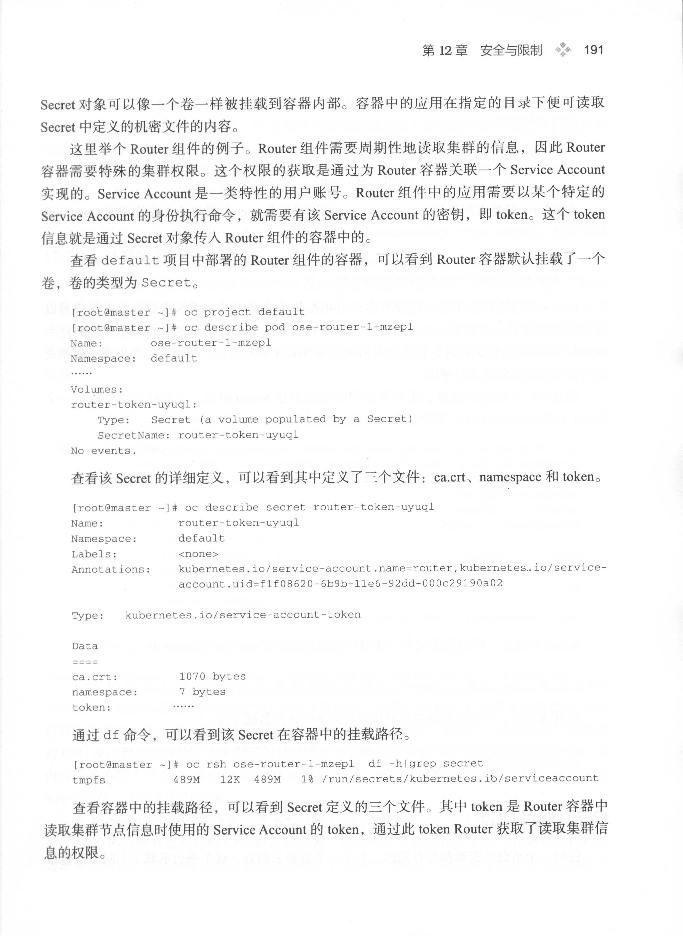 第 12 章 安全与限制 191
Secret 对象可以像一个卷一样被挂载到容器内部。容器中的应用在指定的目录下便可读取
Secret 中定义的机密文件的内容。
这里举个 Router 组件的例子。Router 组件需要周期性地读取集群的信息，因此 Router
容器需要特殊的集群权限。这个权限的获取是通过为 Router 容器关联一个 Service Account
实现的。Service Account 是一类特性的用户账号。Router 组件中的应用需要以某个特定的
Service Account 的身份执行命令，就需要有该 Service Account 的密钥，即 token。这个 token
信息就是通过 Secret 对象传人 Router 组件的容器中的。
查看 default 项目中部署的 Router 组件的容器，可以看到 Router 容器默认挂载了一个
卷，卷的类型为 Secret。
[root@master ~]# oc project default
[root@master ~]# oc describe pod ose-router-1-mzepl
Name: ose-router-1-mzepl
Namespace: default
......
Volumes:
router-token-uyuql:
Type: Secret (a volume populated by a Secret)
SecretName: router-token-uyuql
No events.
查看该 Secret 的详细定义，可以看到其中定义了三个文件：ca.crt、namespace 和 token。
[root@master ~]# oc describe secret router-token-uyuql
Name: router-token-uyuql
Namespace: default
Labels: <none>
Annotations: kubernetes.io/service-account.name=router,kubernetes.io/service-
account.uid=f1f08620-6b9b-11e6-92dd-000c29190a02
Type: kubernetes.io/service-account-token
Data
====
ca.crt: 1070 bytes
namespace: 7 bytes
token: ......
通过 df 命令，可以看到该 Secret 在容器中的挂载路径。
[root@master ~]# oc rsh ose-router-1-mzepl df -h|grep secret
tmpfs 489M 12K 489M 1% /run/secrets/kubernetes.io/serviceaccount
查看容器中的挂载路径，可以看到 Secret 定义的三个文件。其中 token 是 Router 容器中
读取集群节点信息时使用的 Service Account 的 token，通过此 token Router 获取了读取集群信
息的权限。